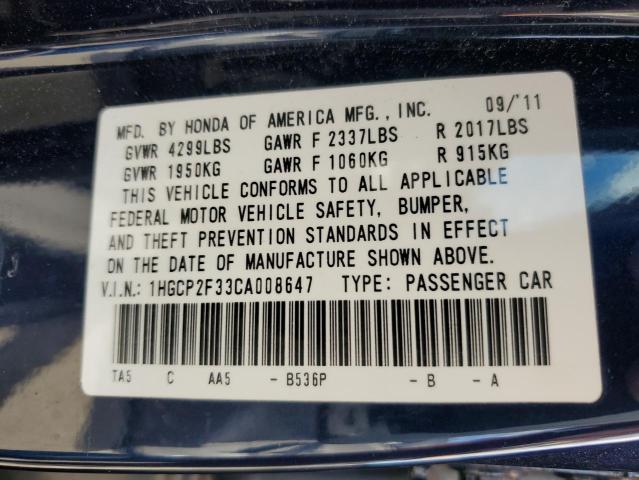 MFD. BY HONDA OF AMERICA MFG., INC. 09/'11
GVWR 4299LBS GAWR F 2337LBS R 2017LBS
GVWR 1950KG GAWR F 1060KG R 915KG
THIS VEHICLE CONFORMS TO ALL APPLICABLE
FEDERAL MOTOR VEHICLE SAFETY, BUMPER,
AND THEFT PREVENTION STANDARDS IN EFFECT
ON THE DATE OF MANUFACTURE SHOWN ABOVE.
V.I.N.: 1HGCP2F33CA008647 TYPE: PASSENGER CAR
TA5 C AA5 - B536P - B - A